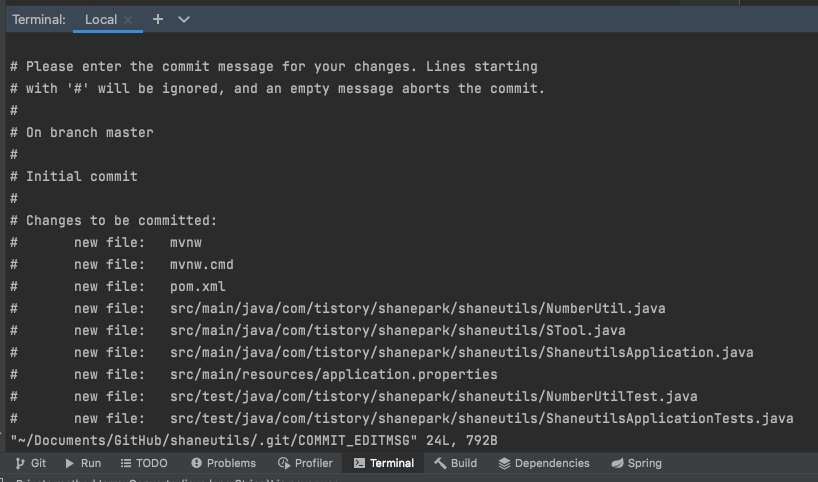 Terminal: Local × + 
# Please enter the commit message for your changes. Lines starting
# with '#' will be ignored, and an empty message aborts the commit.
#
# On branch master
#
# Initial commit
#
# Changes to be committed:
#       new file:   mvnw
#       new file:   mvnw.cmd
#       new file:   pom.xml
#       new file:   src/main/java/com/tistory/shanepark/shaneutils/NumberUtil.java
#       new file:   src/main/java/com/tistory/shanepark/shaneutils/STool.java
#       new file:   src/main/java/com/tistory/shanepark/shaneutils/ShaneutilsApplication.java
#       new file:   src/main/resources/application.properties
#       new file:   src/test/java/com/tistory/shanepark/shaneutils/NumberUtilTest.java
#       new file:   src/test/java/com/tistory/shanepark/shaneutils/ShaneutilsApplicationTests.java
"~/Documents/GitHub/shaneutils/.git/COMMIT_EDITMSG" 24L, 792B
Git Run TODO Problems Profiler Terminal Build Dependencies Spring